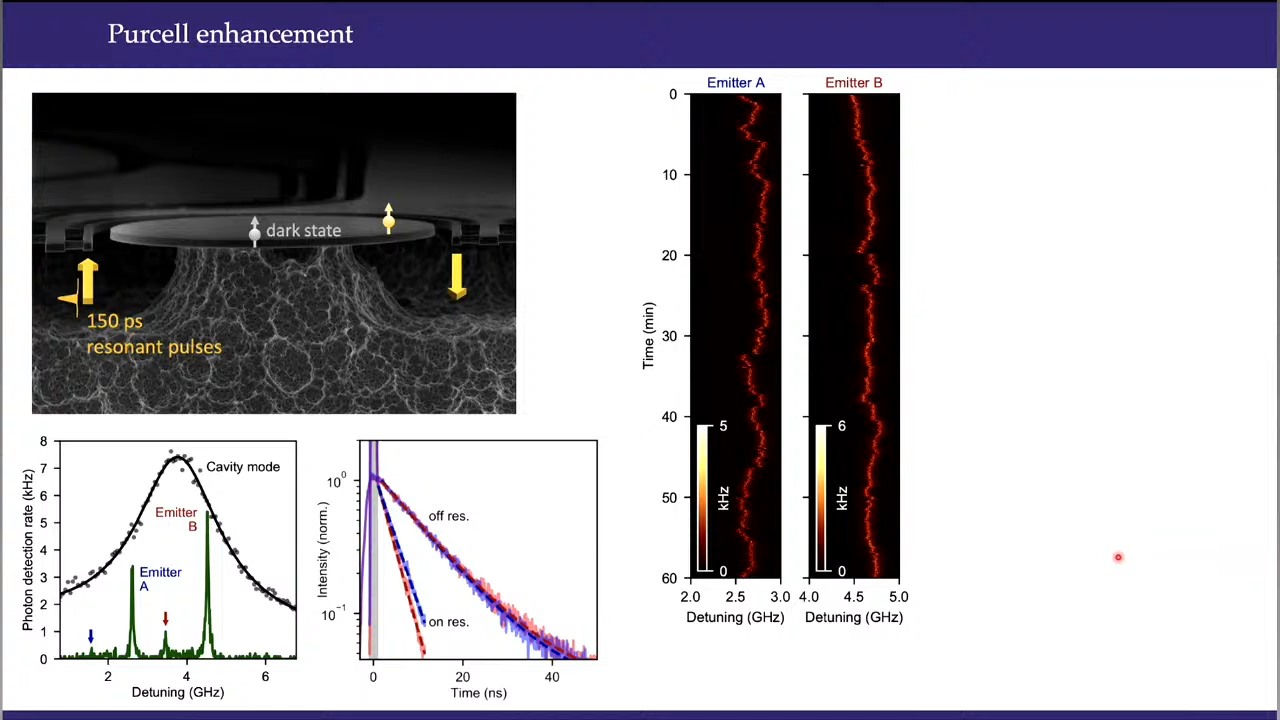 Purcell enhancement
dark state
150 ps
resonant pulses
8
7
6
5
4
3
2
1
0
Photon detection rate (kHz)
Cavity mode
Emitter
B
Emitter
A
2
4
6
Detuning (GHz)
10⁰
10⁻¹
Intensity (norm.)
off res.
on res.
0
20
40
Time (ns)
Emitter A
Emitter B
0
10
20
30
40
50
60
Time (min)
5
kHz
0
6
kHz
0
2.0 2.5 3.0
4.0 4.5 5.0
Detuning (GHz)
Detuning (GHz)